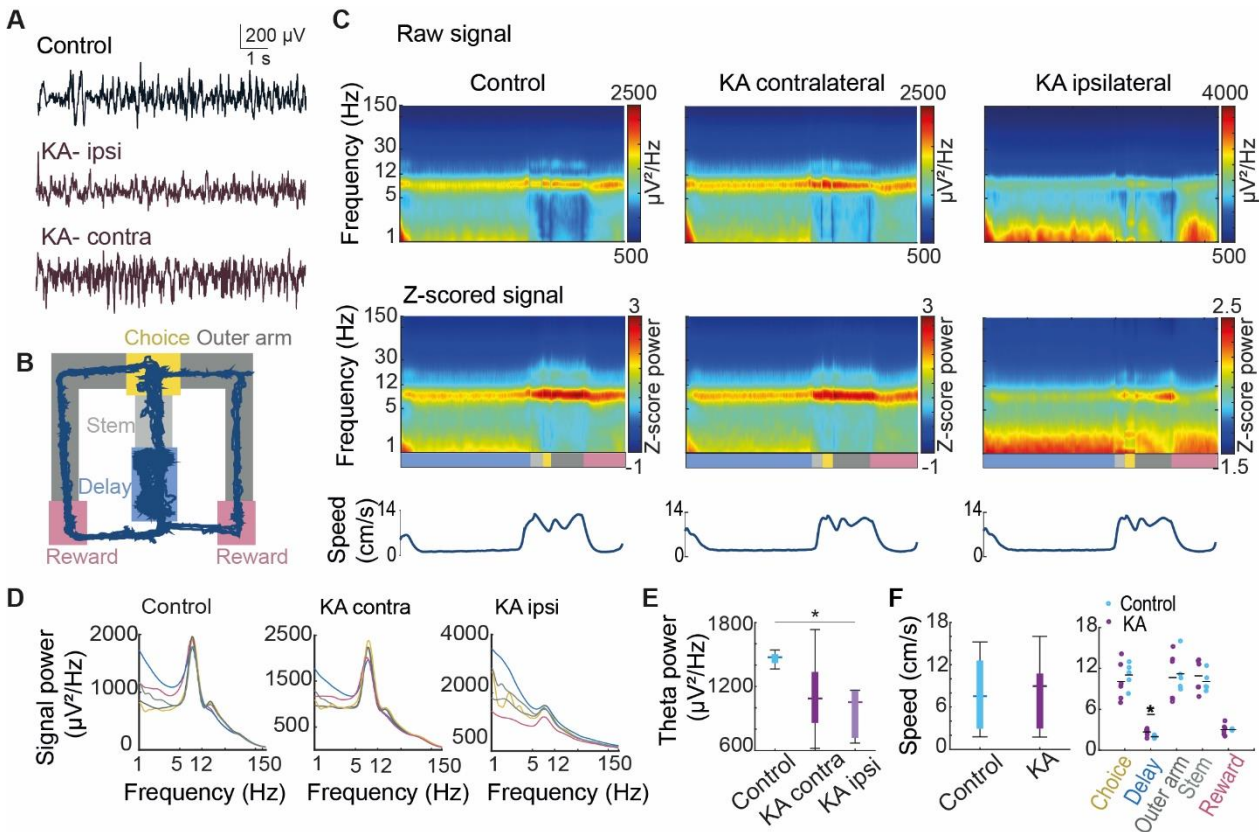 A
Control
200 µV
1 s
KA- ipsi
KA- contra
B
Choice Outer arm
Stem
Delay
Reward Reward
C
Raw signal
Control KA contralateral KA ipsilateral
Frequency (Hz)
150
30
12
5
1
2500
µV²/Hz
500
2500
µV²/Hz
500
4000
µV²/Hz
500
Z-scored signal
Frequency (Hz)
150
30
12
5
1
3
Z-score power
-1
3
Z-score power
-1
2.5
Z-score power
-1.5
Speed
(cm/s)
14
0
14
0
14
0
D
Control KA contra KA ipsi
Signal power
(µV²/Hz)
2000
1000
0
1 5 12 150
Frequency (Hz)
2500
1500
500
1 5 12 150
Frequency (Hz)
4000
2500
1500
500
1 5 12 150
Frequency (Hz)
E
*
Theta power
(µV²/Hz)
1800
1200
600
Control
KA contra
KA ipsi
F
Speed (cm/s)
18
12
6
0
Control
KA
Control
KA
18
12
6
0
*
Choice
Delay
Outer arm
Stem
Reward